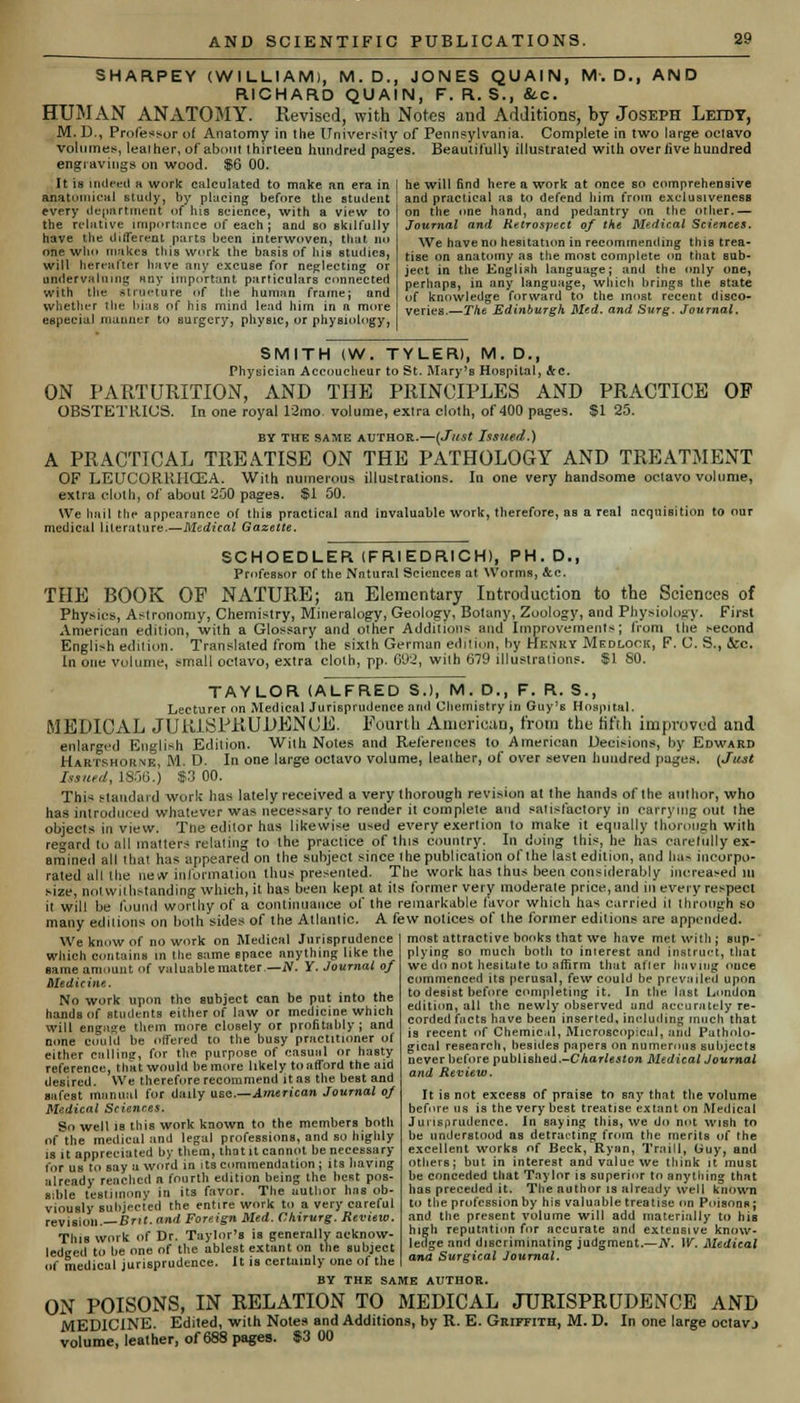 AND SCIENTIFIC PUBLICATIONS. 29
SHARPEY (WILLIAM), M. D., JONES QUAIN, M. D., AND
RICHARD QUAIN, F. R. S., &c.
HUMAN ANATOMY. Revised, with Notes and Additions, by JOSEPH LEIDY,
M. D., Professor of Anatomy in the University of Pennsylvania. Complete in two large octavo
volumes, leather, of about thirteen hundred pages. Beautifully illustrated with over five hundred
engravings on wood. $6 00.
It is indeed a work calculated to make an era in
anatomical study, by placing before the student
every department of his science, with a view to
the relative importance of each; and so skilfully
have the different parts been interwoven, that no
one who makes this work the basis of his studies,
will hereafter have any excuse for neglecting or
undervaluing any important particulars connected
with the structure of the human frame; and
whether the bias of his mind lead him in a more
especial manner to surgery, physic, or physiology,
he will find here a work at once so comprehensive
and practical as to defend him from exclusiveness
on the one hand, and pedantry on the other.—
Journal and Retrospect of the Medical Sciences.
We have no hesitation in recommending this trea-
tise on anatomy as the most complete on that sub-
ject in the English language; and the only one,
perhaps, in any language, which brings the state
of knowledge forward to the most recent disco-
veries.—The Edinburgh Med. and Surg. Journal.
SMITH (W. TYLER), M. D.,
Physician Accoucheur to St. Mary's Hospital, &c.
ON PARTURITION, AND THE PRINCIPLES AND PRACTICE OF
OBSTETRICS. In one royal 12mo. volume, extra cloth, of 400 pages. $1 25.
BY THE SAME AUTHOR.—(Just Issued.)
A PRACTICAL TREATISE ON THE PATHOLOGY AND TREATMENT
OF LEUCORRHŒA. With numerous illustrations. In one very handsome octavo volume,
extra cloth, of about 250 pages. $1 50.
We hail the appearance of this practical and invaluable work, therefore, as a real acquisition to our
medical literature.—Medical Gazette.
SCHOEDLER (FRIEDRICH), PH. D.,
Professor of the Natural Sciences at Worms, &c.
THE BOOK OF NATURE; an Elementary Introduction to the Sciences of
Physics, Astronomy, Chemistry, Mineralogy, Geology, Botany, Zoology, and Physiology. First
American edition, with a Glossary and other Additions and Improvements; from the second
English edition. Translated from the sixth German edition, by HENRY MEDLOCK, F. C. S., &c.
In one volume, small octavo, extra cloth, pp. 692, with 679 illustrations. $1 80.
TAYLOR (ALFRED S.), M. D., F. R. S.,
Lecturer on Medical Jurisprudence and Chemistry in Guy's Hospital.
MEDICAL JURISPRUDENCE. Fourth American, from the fifth improved and
enlarged English Edition. With Notes and References to American Decisions, by EDWARD
HARTSHORNE, M. D. In one large octavo volume, leather, of over seven hundred pages. (Just
Issued, 1856.) $3 00.
This standard work has lately received a very thorough revision at the hands of the author, who
has introduced whatever was necessary to render it complete and satisfactory in carrying out the
objects in view. The editor has likewise used every exertion to make it equally thorough with
regard to all matters relating to the practice of this country. In doing this, he has carefully ex-
amined all that has appeared on the subject since the publication of the last edition, and has incorpo-
rated all the new information thus presented. The work has thus been considerably increased in
size, notwithstanding which, it has been kept at its former very moderate price, and in every respect
it will be found worthy of a continuance of the remarkable favor which has carried it through so
many editions on both sides of the Atlantic. A few notices of the former editions are appended.
We know of no work on Medical Jurisprudence
which contains in the same space anything like the
same amount of valuable matter.—N. Y. Journal of
Medicine.
No work upon the subject can be put into the
hands of students either of law or medicine which
will engage them more closely or profitably; and
none could be offered to the busy practitioner of
either calling, for the purpose of casual or hasty
reference, that would be more likely to afford the aid
desired. We therefore recommend it as the best and
safest manual for daily use.—American Journal of
Medical Sciences.
So well is this work known to the members both
of the medical and legal professions, and so highly
is it appreciated by them, that it cannot be necessary
for us to say a word in its commendation; its having
already reached a fourth edition being the best pos-
sible testimony in its favor. The author has ob-
viously subjected the entire work to a very careful
revision.—Brit. and Foreign Med. Chirurg. Review.
This work of Dr. Taylor's is generally acknow-
ledged to be one of the ablest extant on the subject
of medical jurisprudence. It is certainly one of the
most attractive books that we have met with; sup-
plying so much both to interest and instruct, that
we do not hesitate to affirm that after having once
commenced its perusal, few could be prevailed upon
to desist before completing it. In the last London
edition, all the newly observed and accurately re-
corded facts have been inserted, including much that
is recent of Chemical, Microscopical, and Patholo-
gical research, besides papers on numerous subjects
never before published.—Charleston Medical Journal
and Review.
It is not excess of praise to say that the volume
before us is the very best treatise extant on Medical
Jurisprudence. In saying this, we do not wish to
be understood as detracting from the merits of the
excellent works of Beck, Ryan, Traill, Guy, and
others; but in interest and value we think it must
be conceded that Taylor is superior to anything that
has preceded it. The author is already well known
to the profession by his valuable treatise on Poisons;
and the present volume will add materially to his
high reputation for accurate and extensive know-
ledge and discriminating judgment.—N. W. Medical
and Surgical Journal.
BY THE SAME AUTHOR.
ON POISONS, IN RELATION TO MEDICAL JURISPRUDENCE AND
MEDICINE. Edited, with Notes and Additions, by R. E. GRIFFITH, M. D. In one large octavo
volume, leather, of 688 pages. $3 00